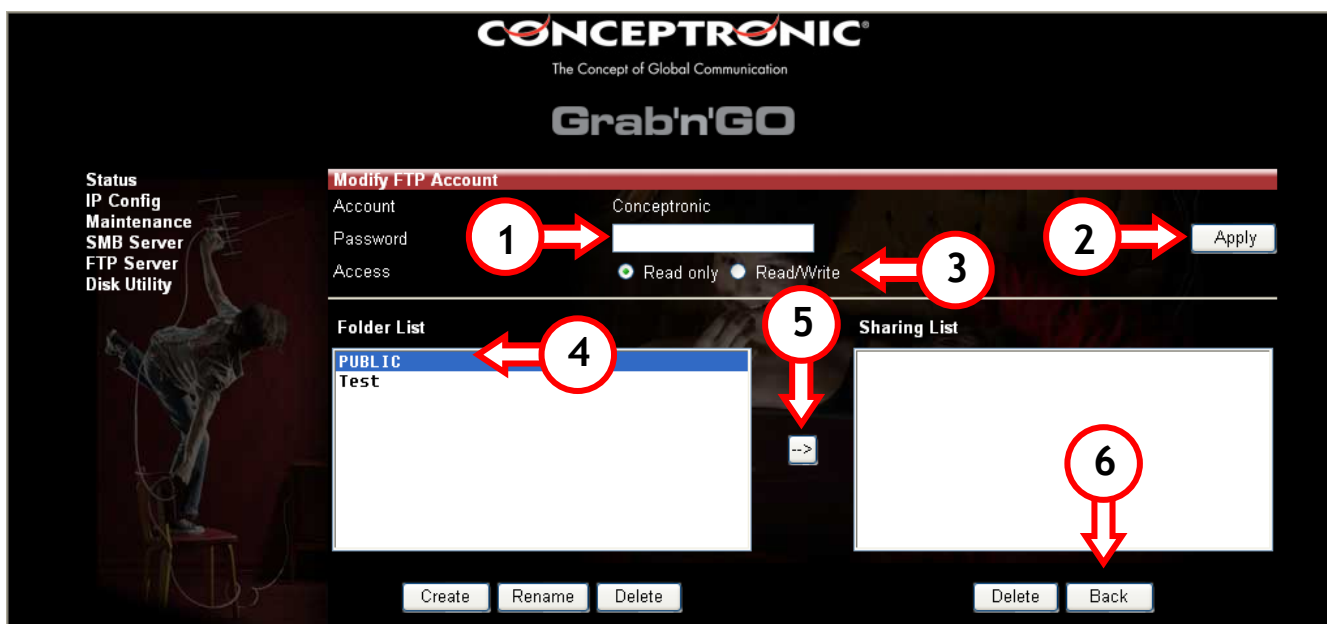 CONCEPTRONIC®
The Concept of Global Communication
Grab'n'GO
Status
IP Config
Maintenance
SMB Server
FTP Server
Disk Utility
Modify FTP Account
Account Conceptronic
Password 1 2 Apply
Access Read only Read/Write 3
Folder List 5 Sharing List
PUBLIC 4
Test
-->
6
Create Rename Delete Delete Back